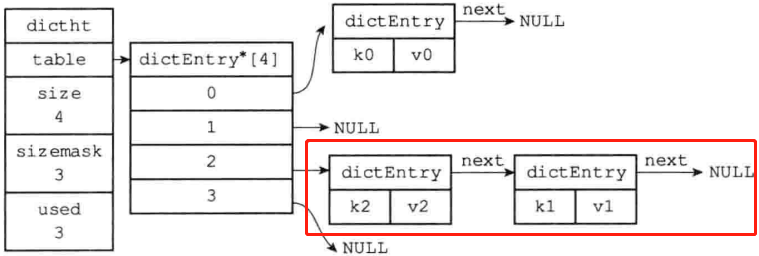 dictht
table
size
4
sizemask
3
used
3
dictEntry*[4]
0
1
2
3
dictEntry
k0 v0
next
NULL
NULL
dictEntry
k2 v2
next
dictEntry
k1 v1
next
NULL
NULL